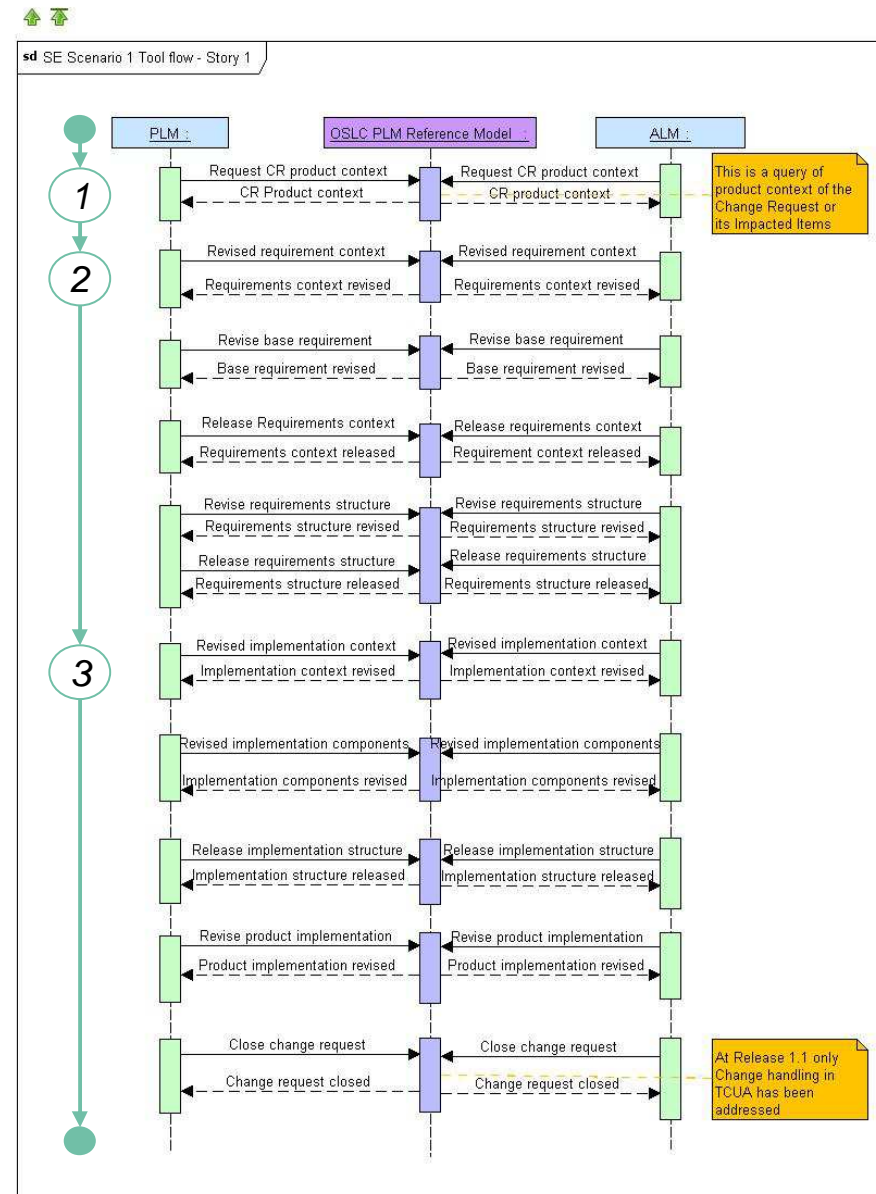 sd SE Scenario 1 Tool flow - Story 1
PLM :
OSLC PLM Reference Model :
ALM :
1
Request CR product context
Request CR product context
CR Product context
CR product context
This is a query of
product context of the
Change Request or
its Impacted Items
2
Revised requirement context
Revised requirement context
Requirements context revised
Requirements context revised
Revise base requirement
Revise base requirement
Base requirement revised
Base requirement revised
Release Requirements context
Release requirements context
Requirements context released
Requirement context released
Revise requirements structure
Revise requirements structure
Requirements structure revised
Requirements structure revised
Release requirements structure
Release requirements structure
Requirements structure released
Requirements structure released
3
Revised implementation context
Revised implementation context
Implementation context revised
Implementation context revised
Revised implementation components
Revised implementation components
Implementation components revised
Implementation components revised
Release implementation structure
Release implementation structure
Implementation structure released
Implementation structure released
Revise product implementation
Revise product implementation
Product implementation revised
Product implementation revised
Close change request
Close change request
Change request closed
Change request closed
At Release 1.1 only
Change handling in
TCUA has been
addressed